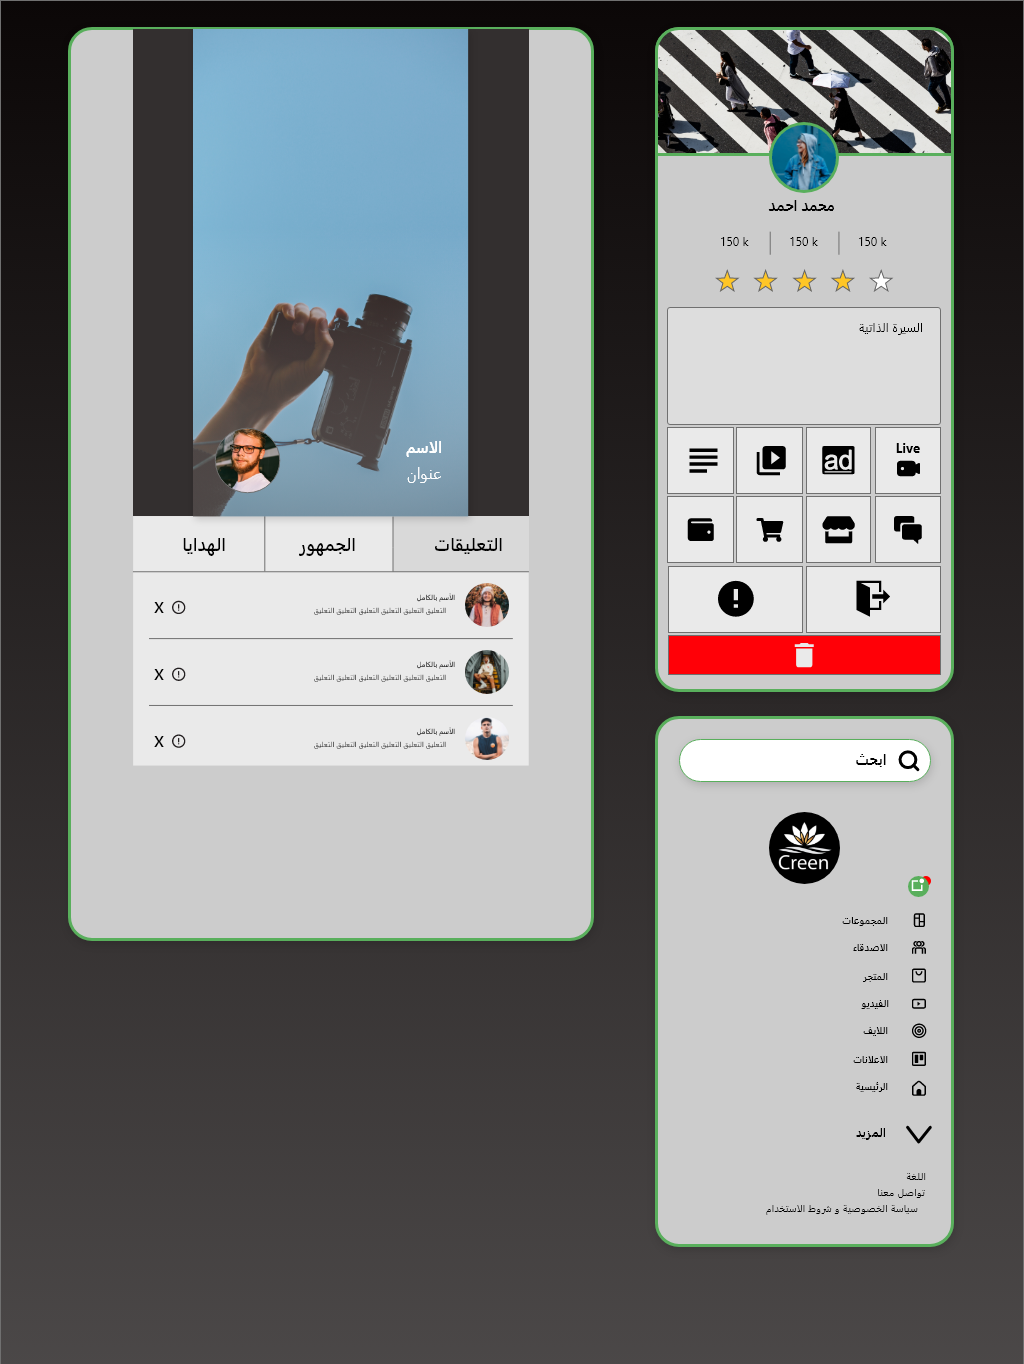 محمد احمد
150 k
150 k
150 k
السيرة الذاتية
Live
ad
ابحث
Creen
المجموعات
الاصدقاء
المتجر
الفيديو
اللايف
الاعلانات
الرئيسية
المزيد
اللغة
تواصل معنا
سياسة الخصوصية و شروط الاستخدام
الاسم
عنوان
التعليقات
الجمهور
الهدايا
الأسم بالكامل
التعليق التعليق التعليق التعليق التعليق التعليق
X
الأسم بالكامل
التعليق التعليق التعليق التعليق التعليق التعليق
X
الأسم بالكامل
التعليق التعليق التعليق التعليق التعليق التعليق
X